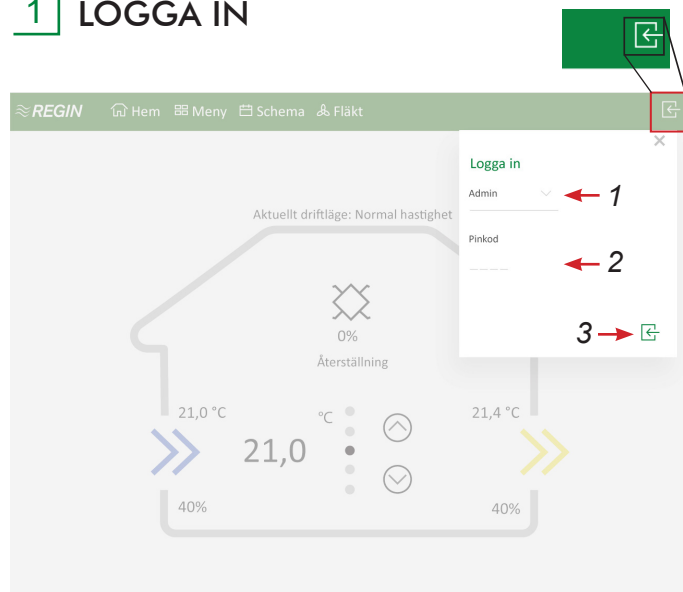 1 LOGGA IN
REGIN Hem Meny Schema Fläkt
Logga in
Admin
1
Aktuellt driftläge: Normal hastighet
Pinkod
2
0%
3
Återställning
21,0 °C
°C
21,4 °C
21,0
40%
40%